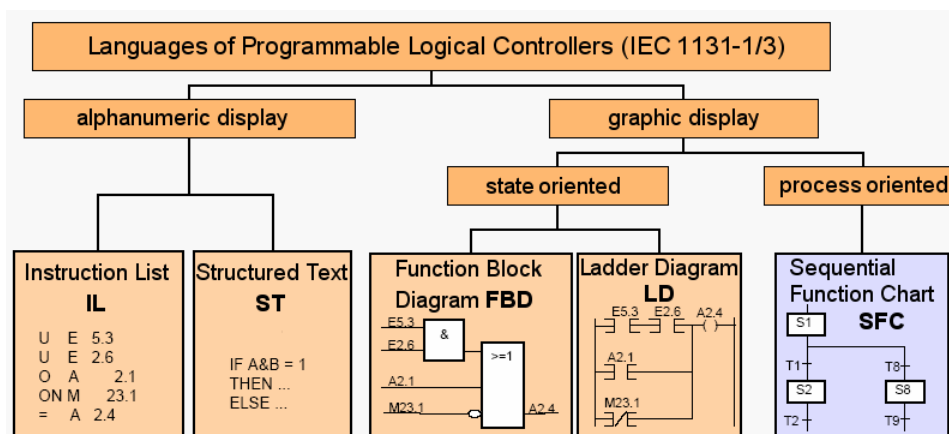 Languages of Programmable Logical Controllers (IEC 1131-1/3)
alphanumeric display
graphic display
state oriented
process oriented
Instruction List
IL
U E 5.3
U E 2.6
O A 2.1
ON M 23.1
= A 2.4
Structured Text
ST
IF A&B = 1
THEN ...
ELSE ...
Function Block
Diagram FBD
E5.3
&
E2.6
>=1
A2.1
M23.1
A2.4
Ladder Diagram
LD
E5.3 E2.6 A2.4
A2.1
M23.1
Sequential
Function Chart
SFC
S1
T1 T8
S2 S8
T2 T9